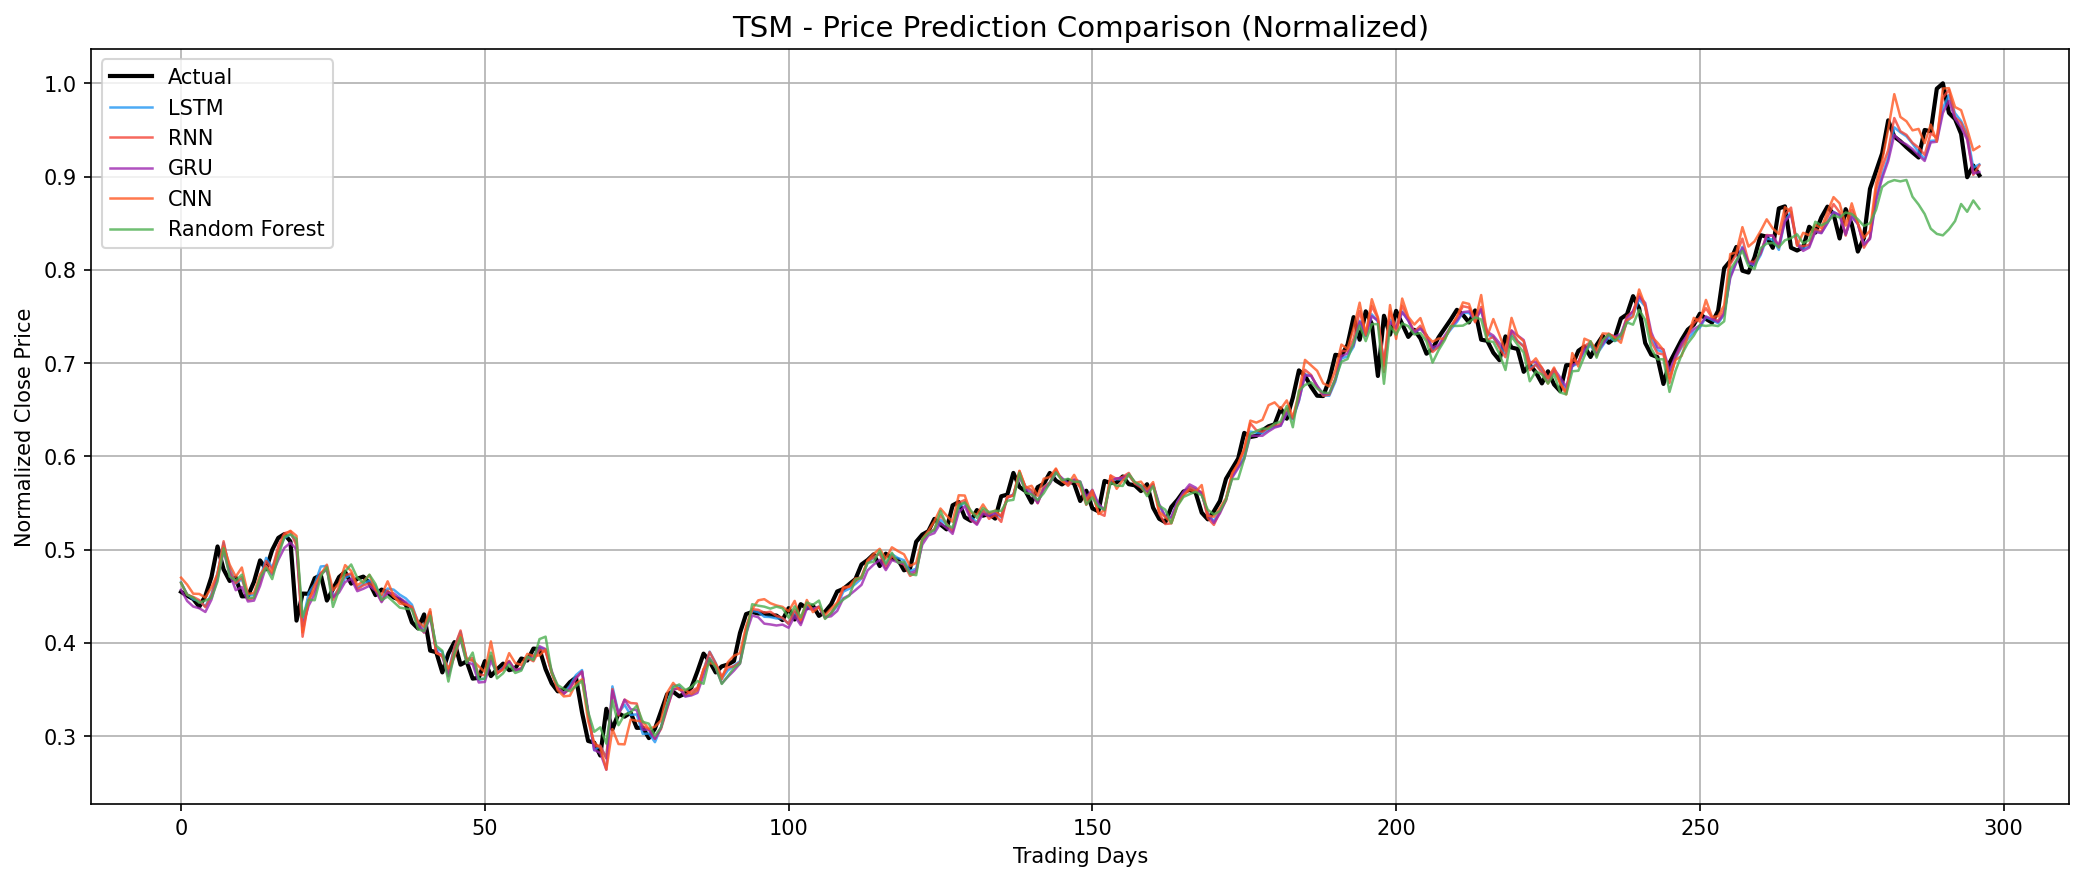 TSM - Price Prediction Comparison (Normalized)
Actual
LSTM
RNN
GRU
CNN
Random Forest
Normalized Close Price
1.0
0.9
0.8
0.7
0.6
0.5
0.4
0.3
0 50 100 150 200 250 300
Trading Days